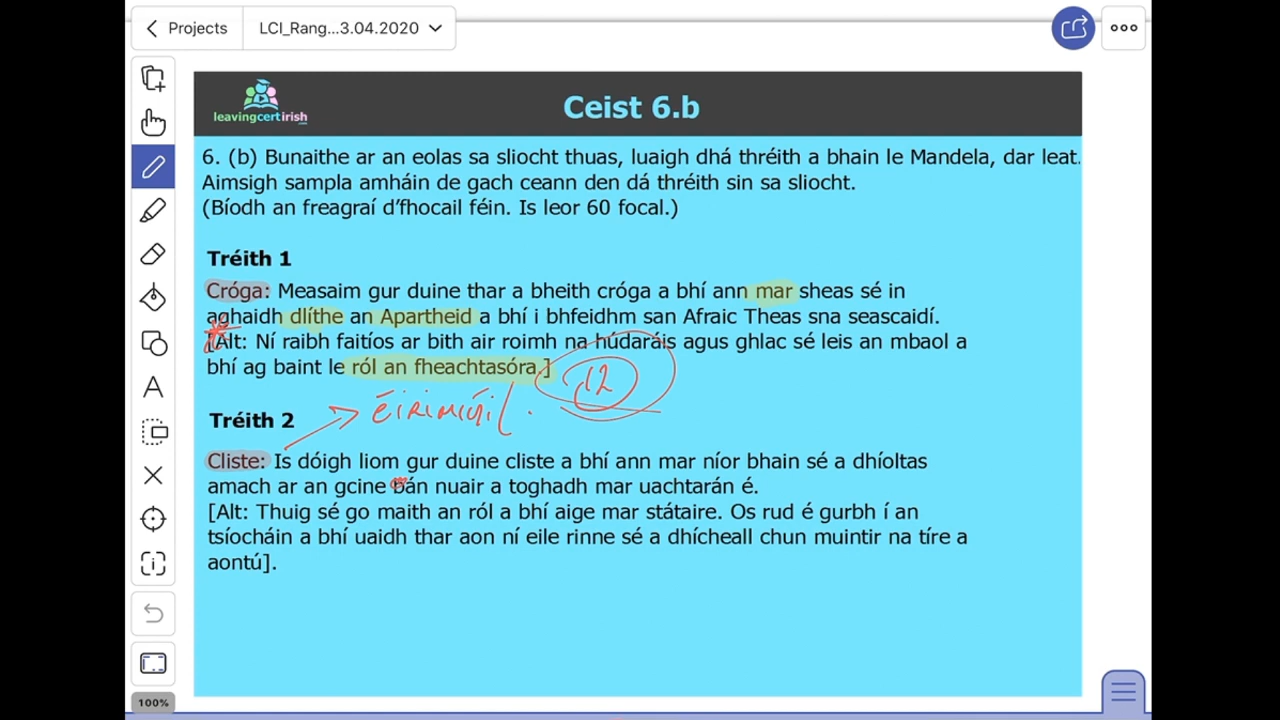 Projects
LCI_Rang...3.04.2020
leavingcertirish
.com
Ceist 6.b
6. (b) Bunaithe ar an eolas sa sliocht thuas, luaigh dhá thréith a bhain le Mandela, dar leat.
Aimsigh sampla amháin de gach ceann den dá thréith sin sa sliocht.
(Bíodh an freagraí d'fhocail féin. Is leor 60 focal.)
Tréith 1
Cróga: Measaim gur duine thar a bheith cróga a bhí ann mar sheas sé in
aghaidh dlíthe an Apartheid a bhí i bhfeidhm san Afraic Theas sna seascaidí.
[Alt: Ní raibh faitíos ar bith air roimh na húdaráis agus ghlac sé leis an mbaol a
bhí ag baint le ról an fheachtasóra.]
12
éirimiúil.
Tréith 2
Cliste: Is dóigh liom gur duine cliste a bhí ann mar níor bhain sé a dhíoltas
amach ar an gcine bán nuair a toghadh mar uachtarán é.
[Alt: Thuig sé go maith an ról a bhí aige mar státaire. Os rud é gurbh í an
tsíocháin a bhí uaidh thar aon ní eile rinne sé a dhícheall chun muintir na tíre a
aontú].
100%